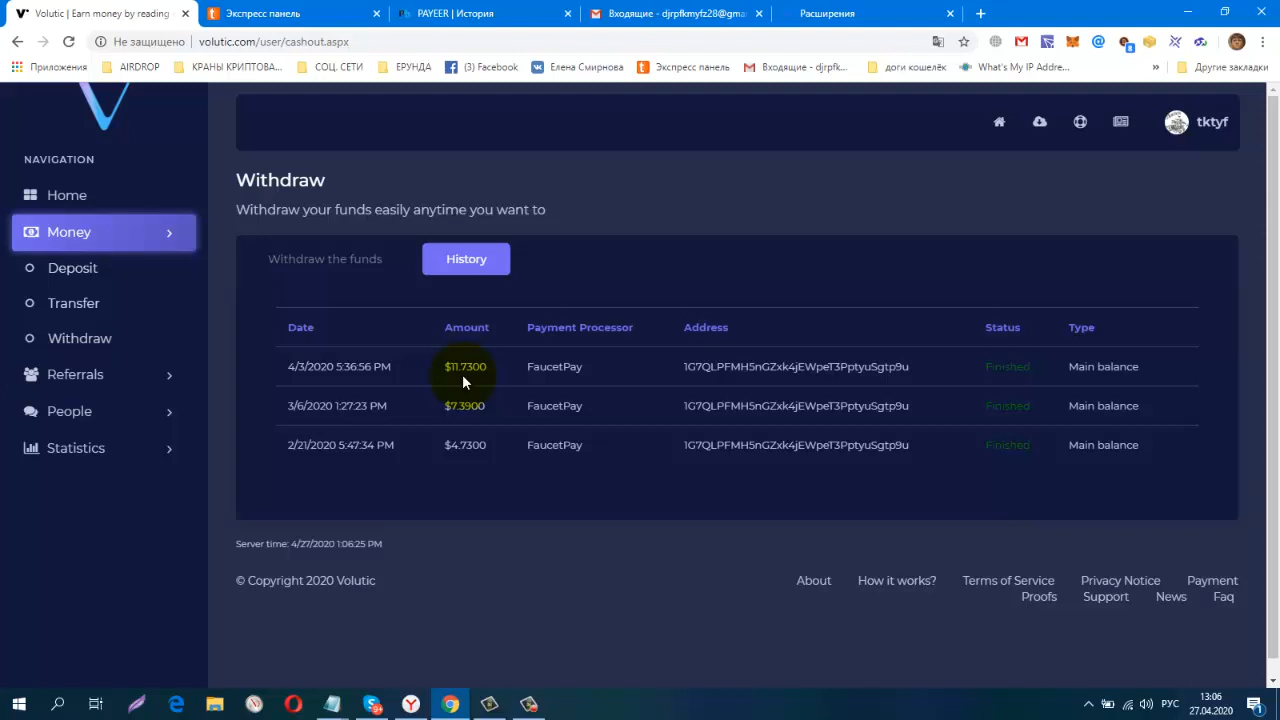 Volutic | Earn money by reading
Экспресс панель
PAYEER | История
Входящие - djrpfkmyfz28@gma
Расширения
Не защищено
volutic.com/user/cashout.aspx
Приложения
AIRDROP
КРАНЫ КРИПТОВА...
СОЦ. СЕТИ
ЕРУНДА
(3) Facebook
Елена Смирнова
Экспресс панель
Входящие - djrpfk...
доги кошелёк
What's My IP Addre...
»
Другие закладки
8
tktyf
NAVIGATION
Home
Money
Deposit
Transfer
Withdraw
Referrals
People
Statistics
Withdraw
Withdraw your funds easily anytime you want to
Withdraw the funds
History
Date Amount Payment Processor Address Status Type
4/3/2020 5:36:56 PM $11.7300 FaucetPay 1G7QLPFMH5nGZxk4jEWpeT3PptyuSgtp9u Finished Main balance
3/6/2020 1:27:23 PM $7.3900 FaucetPay 1G7QLPFMH5nGZxk4jEWpeT3PptyuSgtp9u Finished Main balance
2/21/2020 5:47:34 PM $4.7300 FaucetPay 1G7QLPFMH5nGZxk4jEWpeT3PptyuSgtp9u Finished Main balance
Server time: 4/27/2020 1:06:25 PM
© Copyright 2020 Volutic
About How it works? Terms of Service Privacy Notice Payment
Proofs Support News Faq
РУС
13:06
27.04.2020